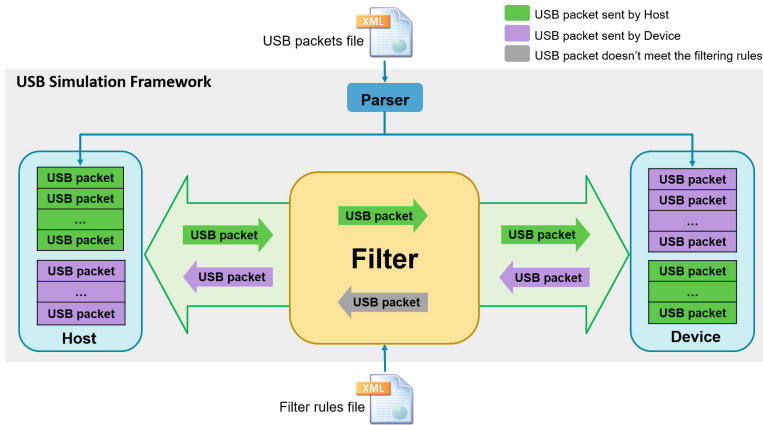 XML
USB packets file
USB packet sent by Host
USB packet sent by Device
USB packet doesn't meet the filtering rules
USB Simulation Framework
Parser
USB packet
USB packet
...
USB packet
USB packet
...
USB packet
Host
USB packet
USB packet
USB packet
Filter
USB packet
USB packet
USB packet
USB packet
USB packet
...
USB packet
USB packet
...
USB packet
Device
XML
Filter rules file